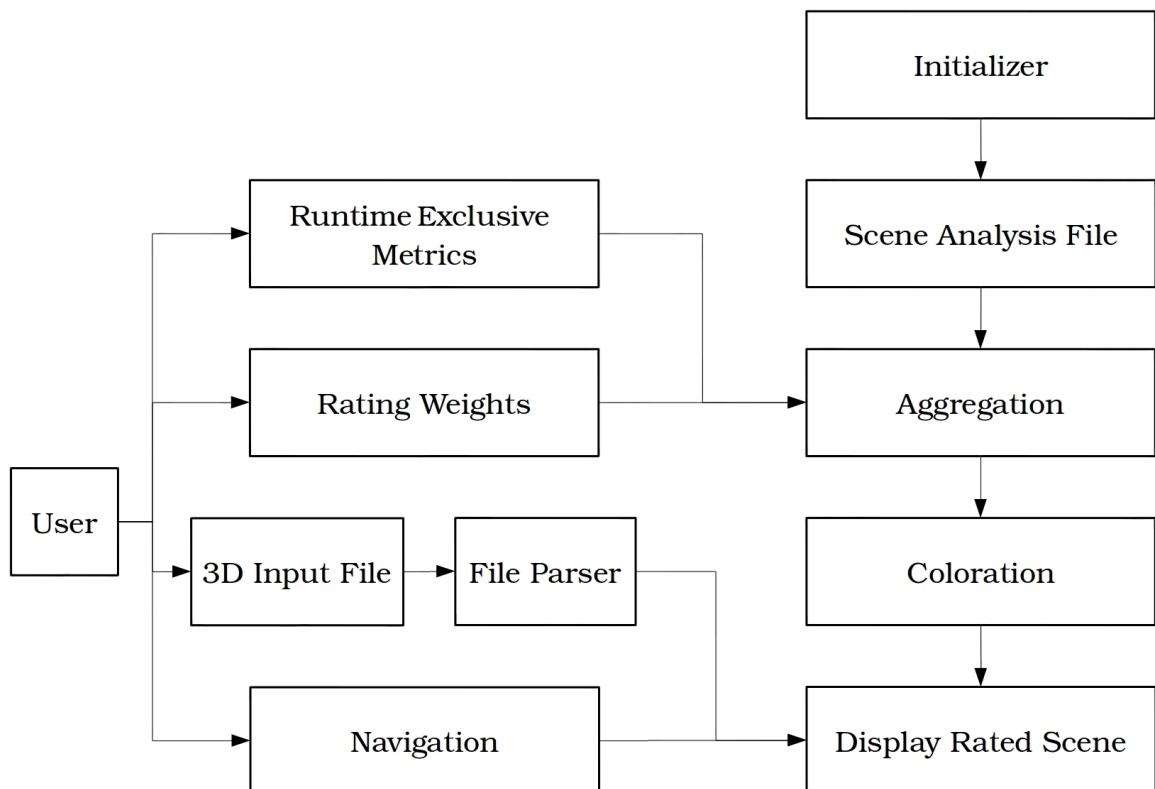 Initializer
Runtime Exclusive
Metrics
Scene Analysis File
Rating Weights
Aggregation
User
3D Input File
File Parser
Coloration
Navigation
Display Rated Scene